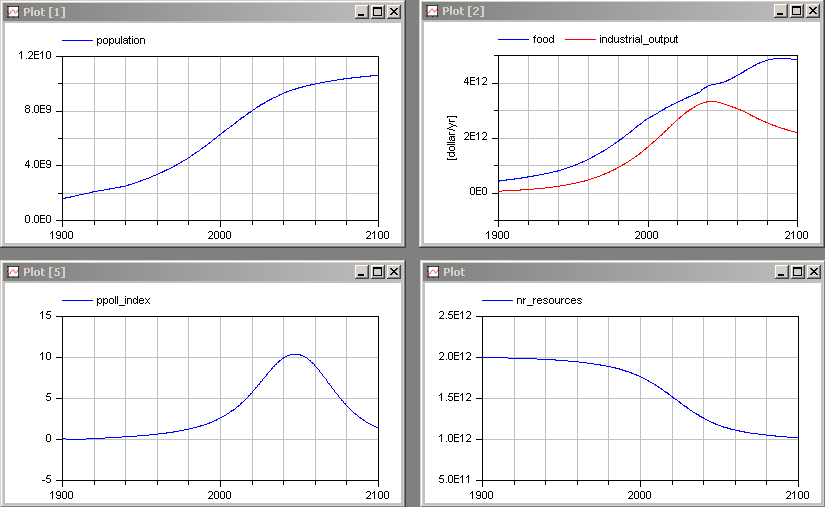 Plot [1]
population
1.2E10
8.0E9
4.0E9
0.0E0
1900 2000 2100
Plot [2]
food industrial_output
[dollar/yr]
4E12
2E12
0E0
1900 2000 2100
Plot [5]
ppoll_index
15
10
5
0
-5
1900 2000 2100
Plot
nr_resources
2.5E12
2.0E12
1.5E12
1.0E12
5.0E11
1900 2000 2100